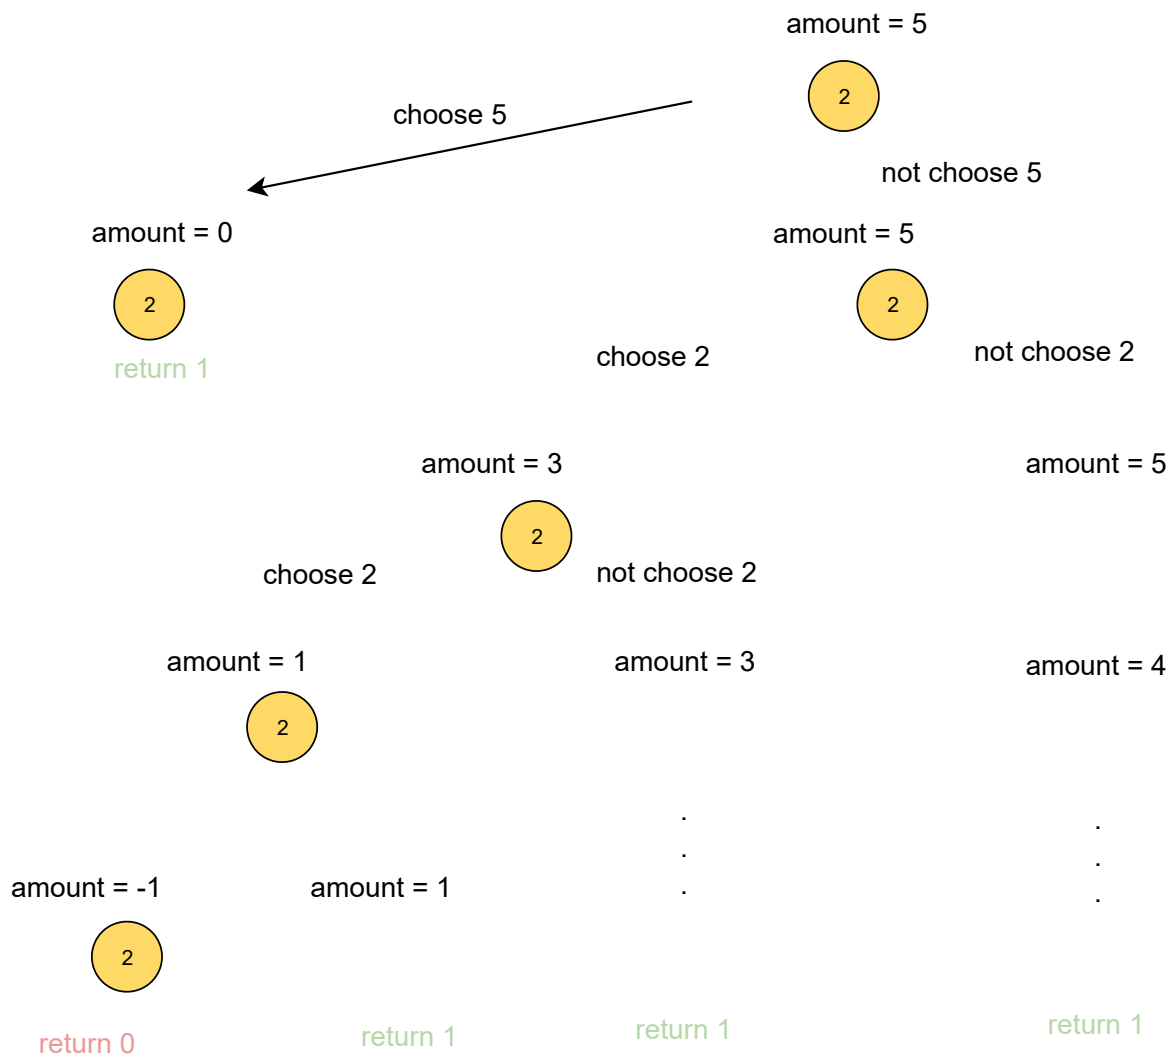 amount = 5
2
choose 5
not choose 5
amount = 0
amount = 5
2
2
return 1
choose 2
not choose 2
amount = 3
amount = 5
2
choose 2
not choose 2
amount = 1
amount = 3
amount = 4
2
.
.
.
.
.
.
amount = -1
amount = 1
2
return 0
return 1
return 1
return 1